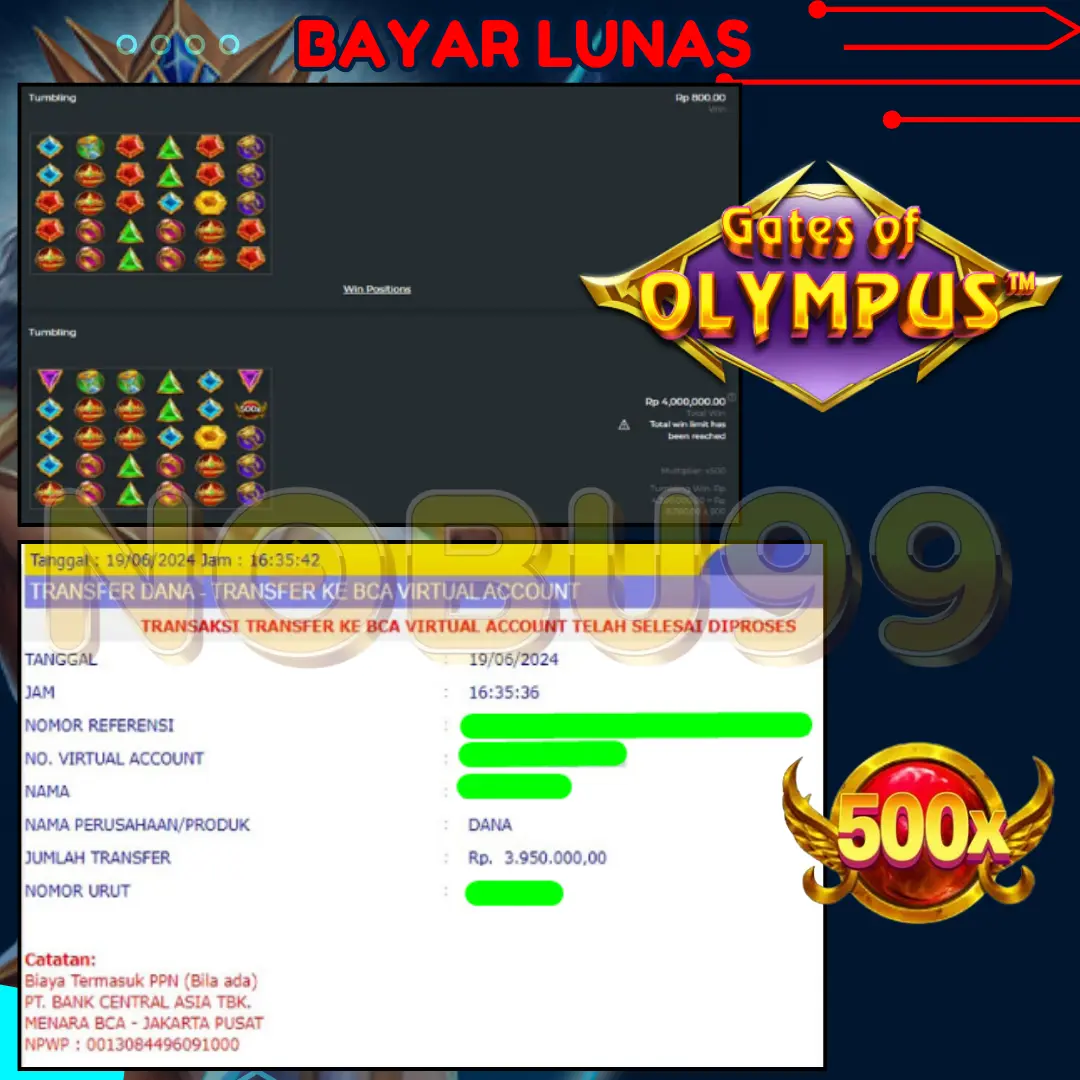 BAYAR LUNAS
Tumbling
Rp 800.00
Win
Win Positions
Gates of
OLYMPUS™
Tumbling
500x
Rp 4,000,000.00
Total Win
Total win limit has
been reached
Multiplier: x500
Tumbling Win: Rp
NOBU99
Tanggal : 19/06/2024 Jam : 16:35:42
TRANSFER DANA - TRANSFER KE BCA VIRTUAL ACCOUNT
TRANSAKSI TRANSFER KE BCA VIRTUAL ACCOUNT TELAH SELESAI DIPROSES
TANGGAL : 19/06/2024
JAM : 16:35:36
NOMOR REFERENSI :
NO. VIRTUAL ACCOUNT :
NAMA :
NAMA PERUSAHAAN/PRODUK : DANA
JUMLAH TRANSFER : Rp. 3.950.000,00
NOMOR URUT :
500x
Catatan:
Biaya Termasuk PPN (Bila ada)
PT. BANK CENTRAL ASIA TBK.
MENARA BCA - JAKARTA PUSAT
NPWP : 0013084496091000